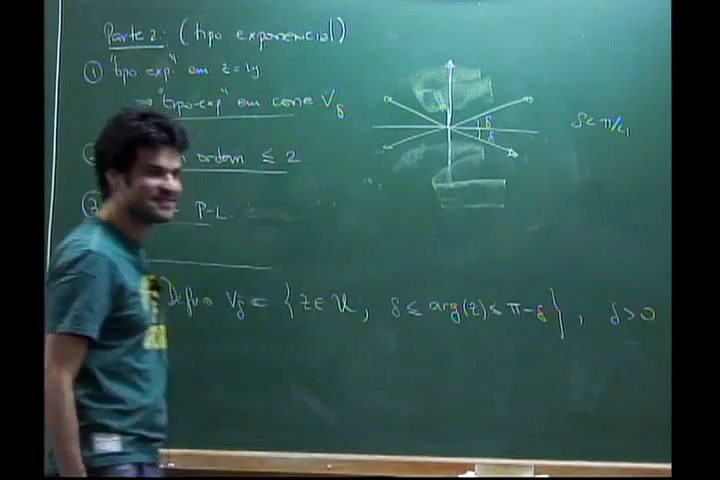 Parte 2: (tipo exponencial)
① "tipo exp." em z=iy
→ "tipo-exp" em cone V_δ
ordem ≤ 2
P-L.
δ
δ
δ< π/4
Defino V_δ = {z∈ 𝓤; δ ≤ arg(z) ≤ π-δ}, δ>0